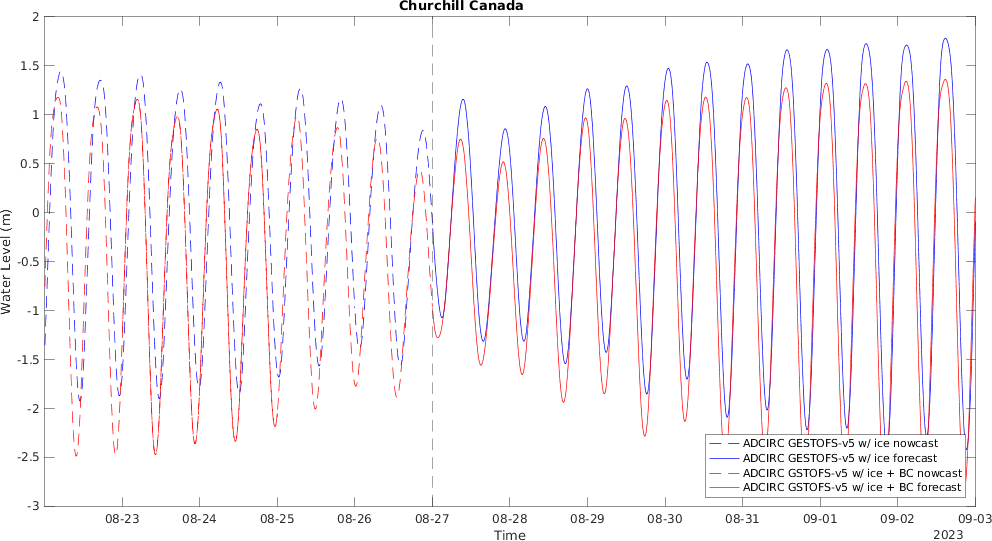 Churchill Canada
2
1.5
1
0.5
0
-0.5
-1
-1.5
-2
-2.5
-3
Water Level (m)
ADCIRC GESTOFS-v5 w/ ice nowcast
ADCIRC GESTOFS-v5 w/ ice forecast
ADCIRC GSTOFS-v5 w/ ice + BC nowcast
ADCIRC GSTOFS-v5 w/ ice + BC forecast
08-23 08-24 08-25 08-26 08-27 08-28 08-29 08-30 08-31 09-01 09-02 09-03
Time
2023